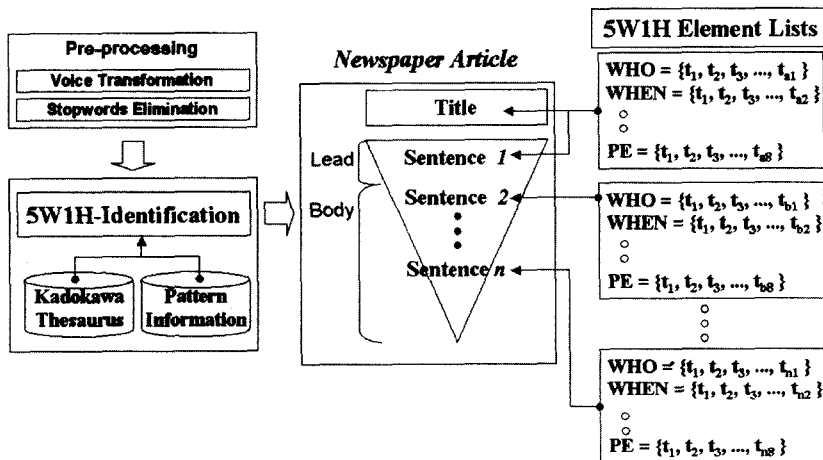 Pre-processing
Voice Transformation
Stopwords Elimination
5W1H-Identification
Kadokawa
Thesaurus
Pattern
Information
Newspaper Article
Title
Lead
Sentence 1
Body
Sentence 2
Sentence n
5W1H Element Lists
WHO = {t₁, t₂, t₃, ..., tₐ₁ }
WHEN = {t₁, t₂, t₃, ..., tₐ₂ }
PE = {t₁, t₂, t₃, ..., tₐ₈ }
WHO = {t₁, t₂, t₃, ..., t_b1 }
WHEN = {t₁, t₂, t₃, ..., t_b2 }
PE = {t₁, t₂, t₃, ..., t_b8 }
WHO = {t₁, t₂, t₃, ..., tₙ₁ }
WHEN = {t₁, t₂, t₃, ..., tₙ₂ }
PE = {t₁, t₂, t₃, ..., tₙ₈ }